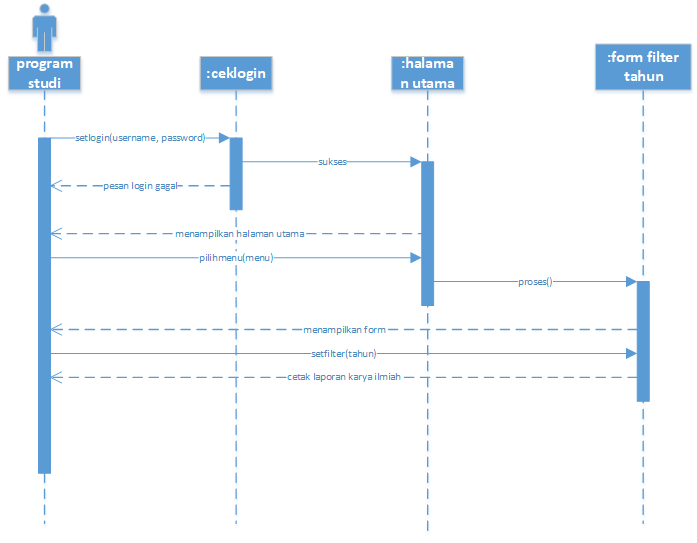 program
studi
:ceklogin
:halama
n utama
:form filter
tahun
setlogin(username, password)
sukses
pesan login gagal
menampilkan halaman utama
pilihmenu(menu)
proses()
menampilkan form
setfilter(tahun)
cetak laporan karya ilmiah